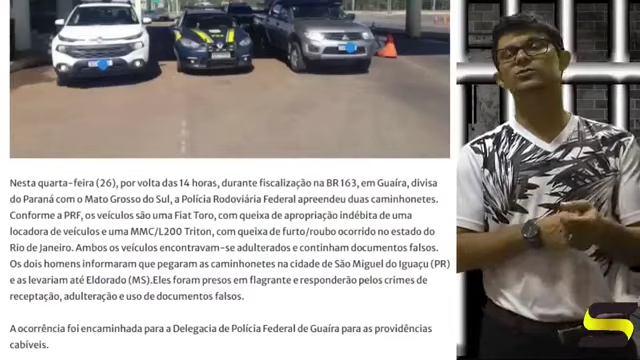 Nesta quarta-feira (26), por volta das 14 horas, durante fiscalização na BR 163, em Guaíra, divisa
do Paraná com o Mato Grosso do Sul, a Polícia Rodoviária Federal apreendeu duas caminhonetes.
Conforme a PRF, os veículos são uma Fiat Toro, com queixa de apropriação indébita de uma
locadora de veículos e uma MMC/L200 Triton, com queixa de furto/roubo ocorrido no estado do
Rio de Janeiro. Ambos os veículos encontravam-se adulterados e continham documentos falsos.
Os dois homens informaram que pegaram as caminhonetes na cidade de São Miguel do Iguaçu (PR)
e as levariam até Eldorado (MS).Eles foram presos em flagrante e responderão pelos crimes de
receptação, adulteração e uso de documentos falsos.
A ocorrência foi encaminhada para a Delegacia de Polícia Federal de Guaíra para as providências
cabíveis.